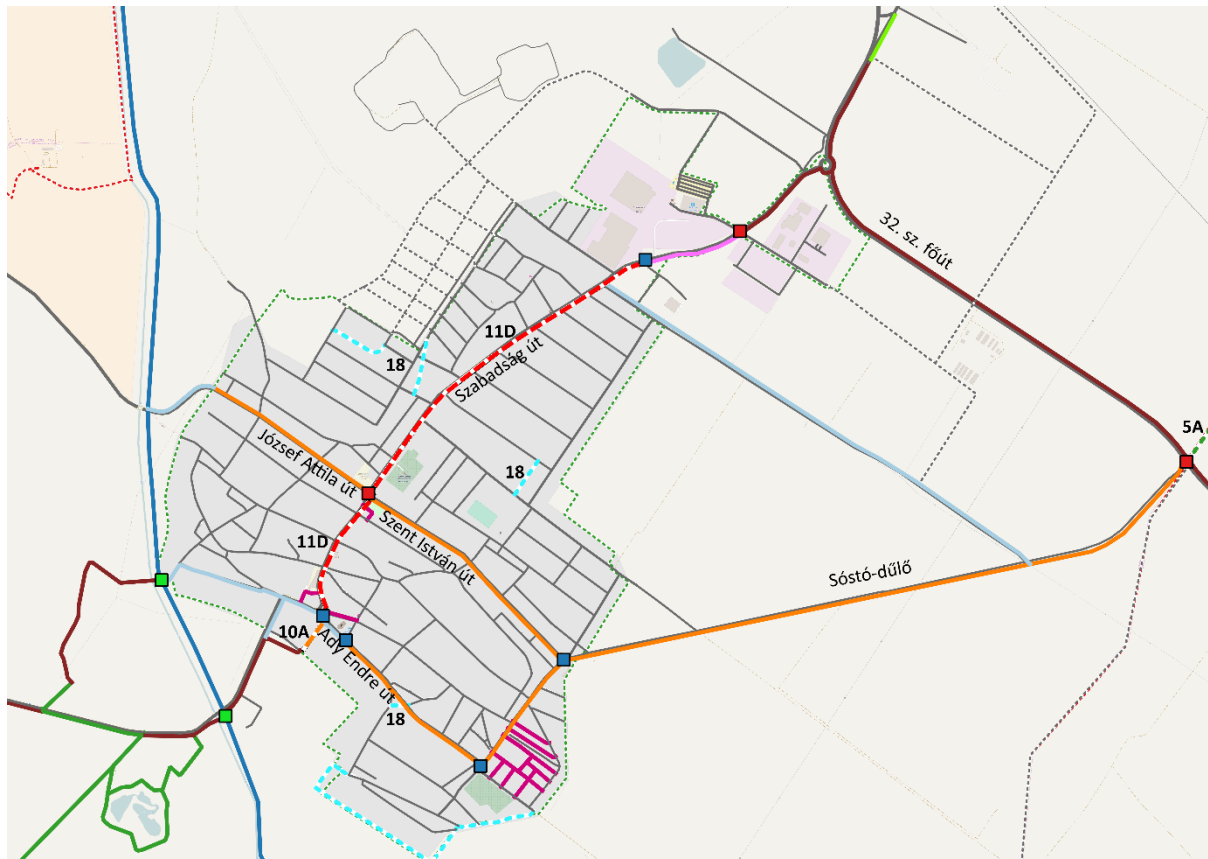 32. sz. főút
11D
Szabadság út
18
5A
József Attila út
18
Szent István út
11D
Sóstó-dűlő
10A
Ady Endre út
18